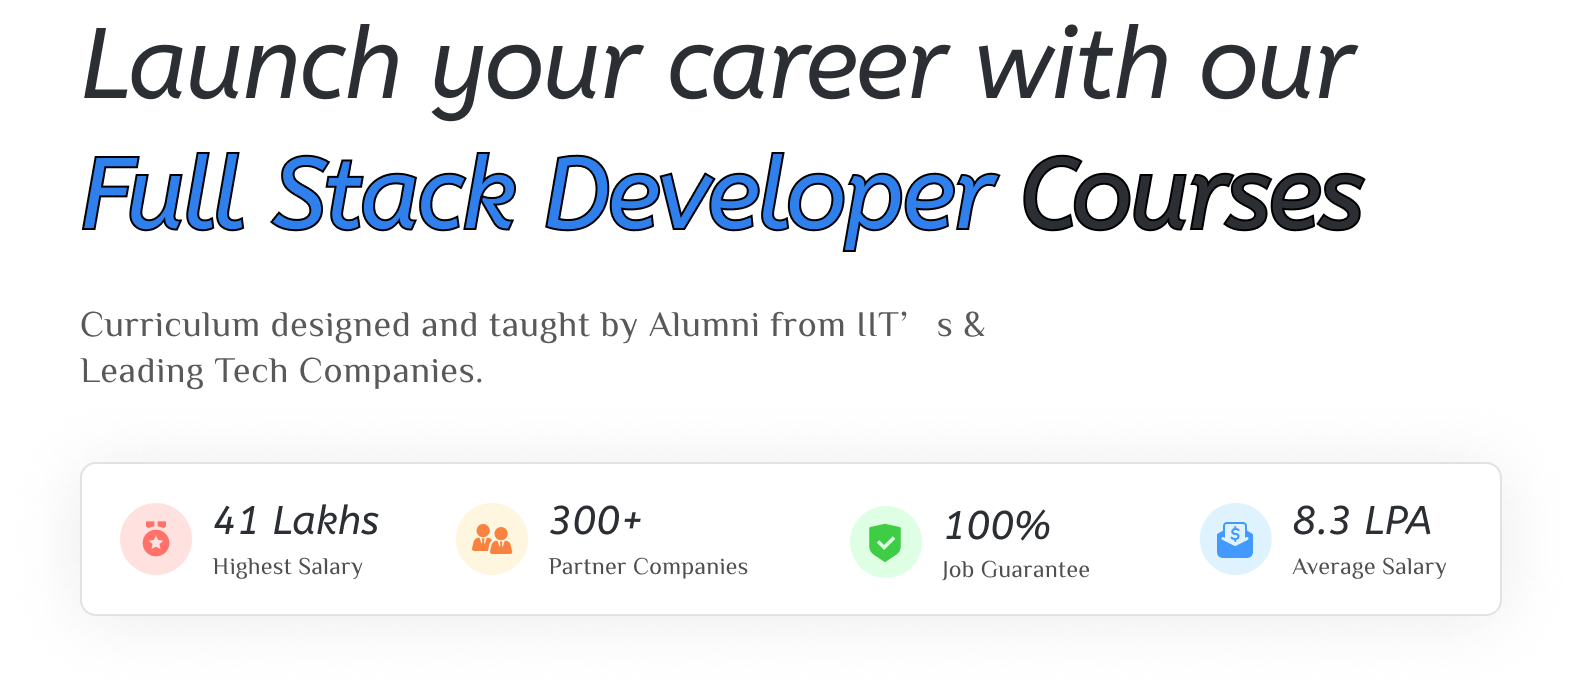 Launch your career with our
Full Stack Developer Courses
Curriculum designed and taught by Alumni from IIT’s &
Leading Tech Companies.
41 Lakhs
Highest Salary
300+
Partner Companies
100%
Job Guarantee
8.3 LPA
Average Salary